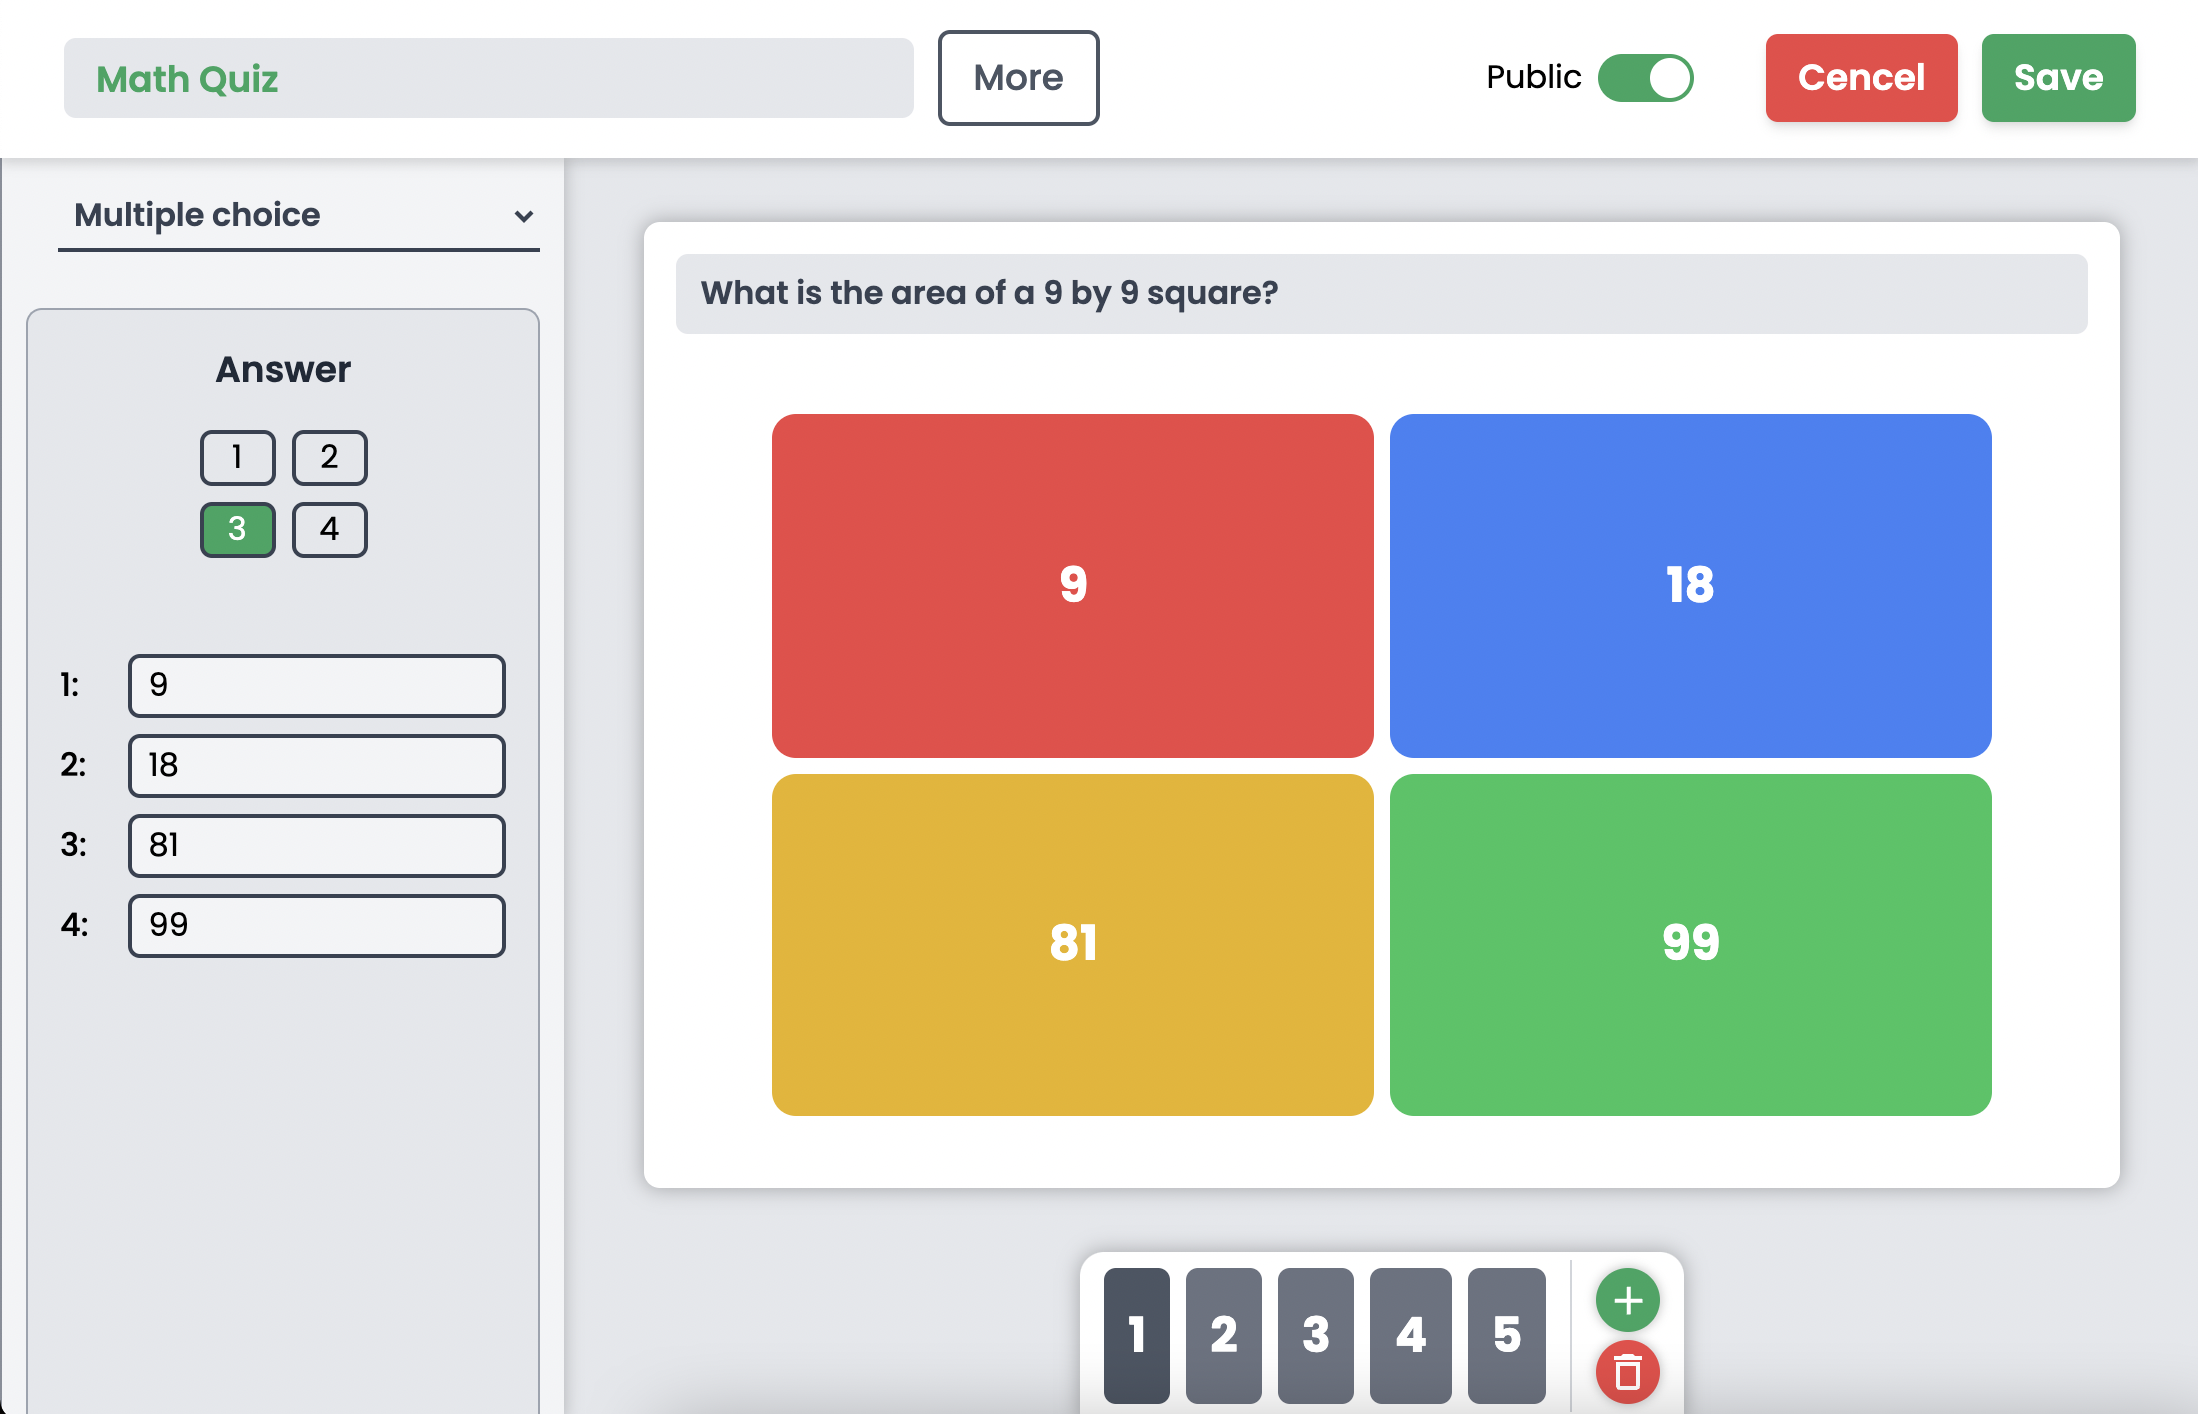 Math Quiz
More
Public
Cencel
Save
Multiple choice
Answer
1
2
3
4
1:
9
2:
18
3:
81
4:
99
What is the area of a 9 by 9 square?
9
18
81
99
1
2
3
4
5